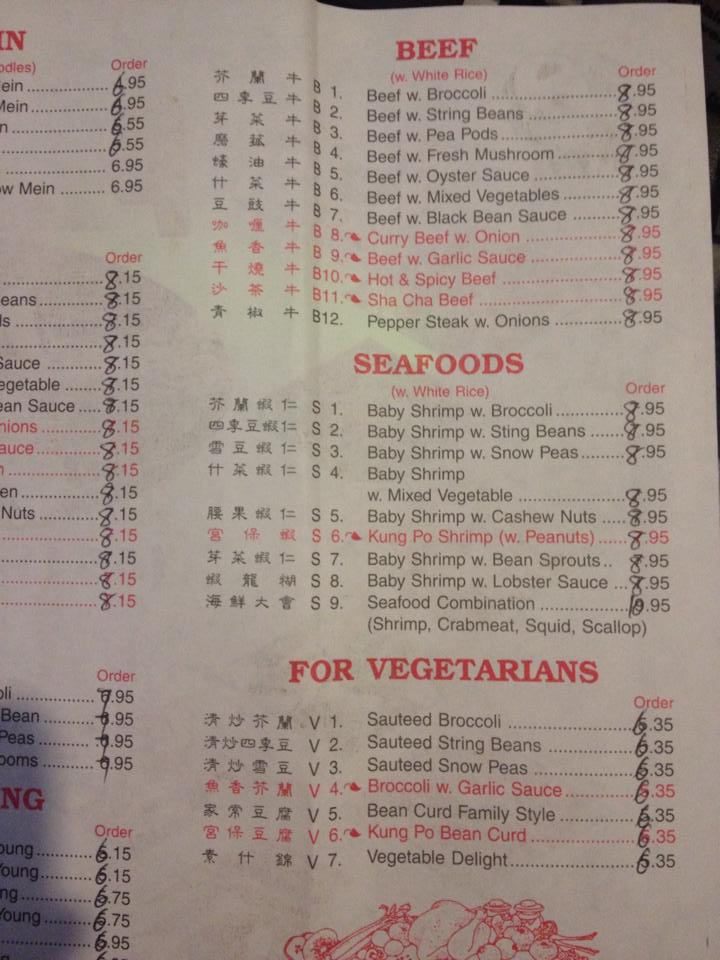 IN
Order
odles)
ein 6.95
Mein 6.95
n 6.55
6.55
6.95
ow Mein 6.95
Order
8.15
eans 8.15
ls 8.15
8.15
Sauce 8.15
egetable 8.15
ean Sauce 8.15
nions 8.15
auce 8.15
n 8.15
en 8.15
Nuts 8.15
8.15
8.15
8.15
8.15
Order
oli .95
Bean .95
Peas .95
ooms .95
NG
Order
oung 6.15
Young 6.15
ng 6.75
Young 6.75
6.95
BEEF
(w. White Rice) Order
芥蘭牛 B 1. Beef w. Broccoli 8.95
四季豆牛 B 2. Beef w. String Beans 8.95
芽菜牛 B 3. Beef w. Pea Pods 8.95
磨菇牛 B 4. Beef w. Fresh Mushroom 8.95
蠔油牛 B 5. Beef w. Oyster Sauce 8.95
什菜牛 B 6. Beef w. Mixed Vegetables 8.95
豆豉牛 B 7. Beef w. Black Bean Sauce 8.95
咖喱牛 B 8. Curry Beef w. Onion 8.95
魚香牛 B 9. Beef w. Garlic Sauce 8.95
干燒牛 B10. Hot & Spicy Beef 8.95
沙茶牛 B11. Sha Cha Beef 8.95
青椒牛 B12. Pepper Steak w. Onions 8.95
SEAFOODS
(w. White Rice) Order
芥蘭蝦仁 S 1. Baby Shrimp w. Broccoli 8.95
四季豆蝦仁 S 2. Baby Shrimp w. Sting Beans 8.95
雪豆蝦仁 S 3. Baby Shrimp w. Snow Peas 8.95
什菜蝦仁 S 4. Baby Shrimp
w. Mixed Vegetable 8.95
腰果蝦仁 S 5. Baby Shrimp w. Cashew Nuts 8.95
宮保蝦 S 6. Kung Po Shrimp (w. Peanuts) 8.95
芽菜蝦仁 S 7. Baby Shrimp w. Bean Sprouts 8.95
蝦龍糊 S 8. Baby Shrimp w. Lobster Sauce 8.95
海鮮大會 S 9. Seafood Combination 10.95
(Shrimp, Crabmeat, Squid, Scallop)
FOR VEGETARIANS
Order
清炒芥蘭 V 1. Sauteed Broccoli 6.35
清炒四季豆 V 2. Sauteed String Beans 6.35
清炒雪豆 V 3. Sauteed Snow Peas 6.35
魚香芥蘭 V 4. Broccoli w. Garlic Sauce 6.35
家常豆腐 V 5. Bean Curd Family Style 6.35
宮保豆腐 V 6. Kung Po Bean Curd 6.35
素什錦 V 7. Vegetable Delight 6.35